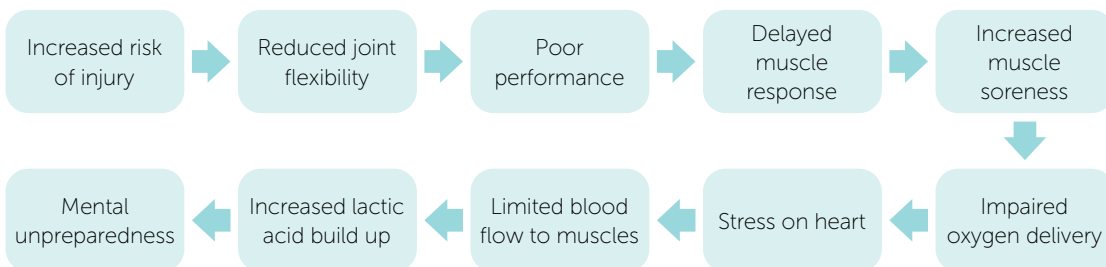 Increased risk
of injury
Reduced joint
flexibility
Poor
performance
Delayed
muscle
response
Increased
muscle
soreness
Impaired
oxygen delivery
Stress on heart
Limited blood
flow to muscles
Increased lactic
acid build up
Mental
unpreparedness